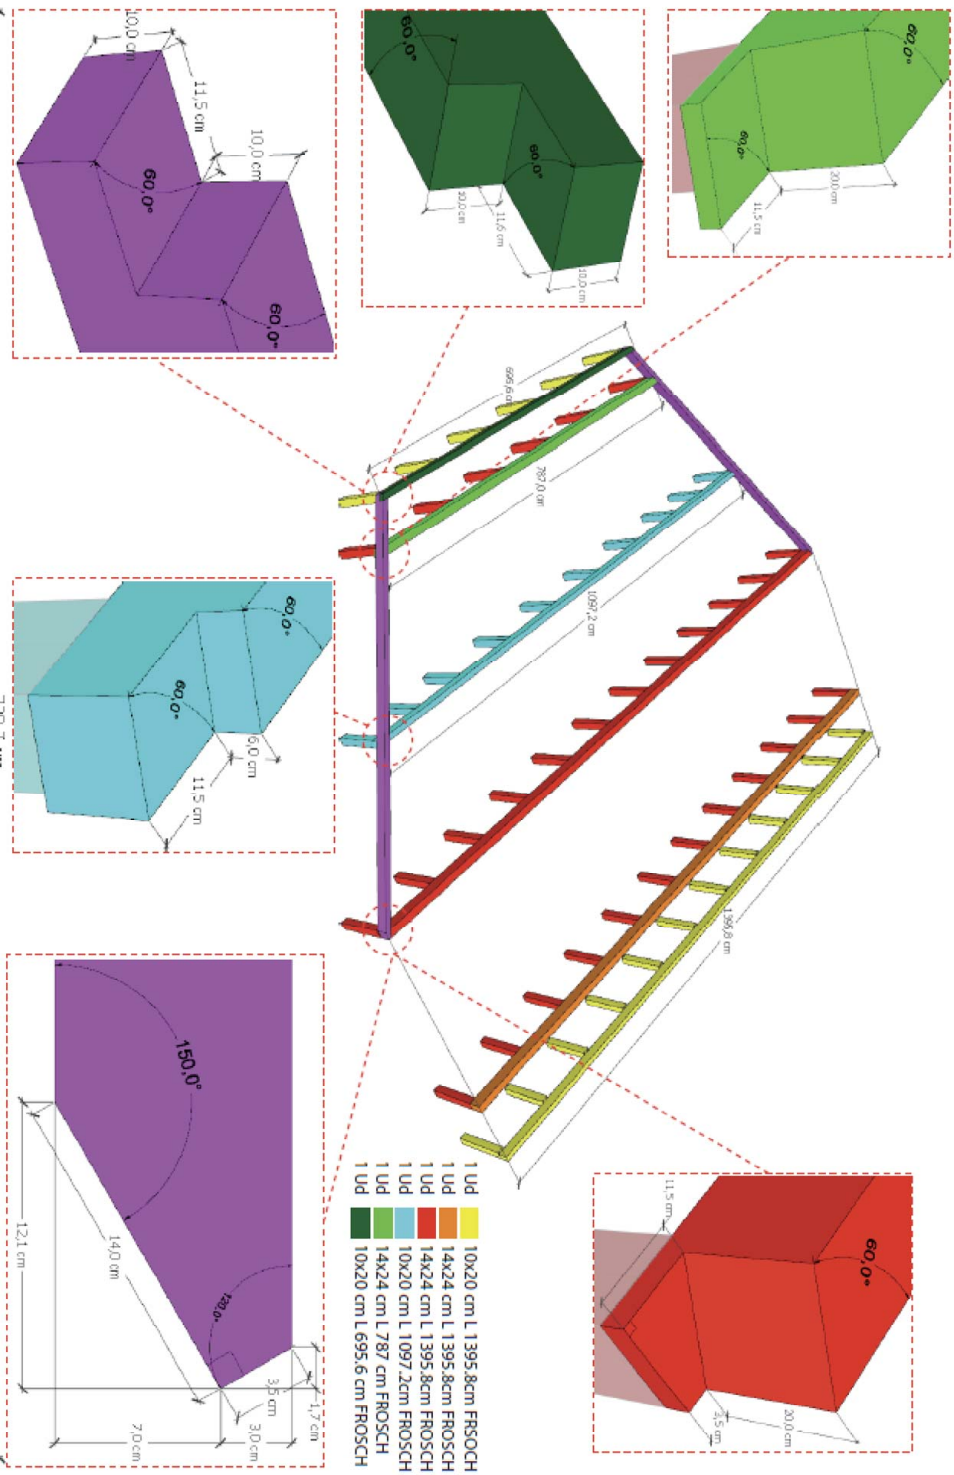 60,0°
60,0°
20,0 cm
11,5 cm
60,0°
60,0°
10,0 cm
11,6 cm
10,0 cm
10,0 cm
11,5 cm
10,0 cm
60,0°
60,0°
695,6 cm
787,0 cm
1097,2 cm
1395,8 cm
60,0°
60,0°
6,0 cm
11,5 cm
60,0°
11,5 cm
20,0 cm
3,5 cm
1 Ud 10x20 cm L 1395.8cm FRSOCH
1 Ud 14x24 cm L 1395.8cm FROSCH
1 Ud 14x24 cm L 1395.8cm FROSCH
1 Ud 10x20 cm L 1097.2cm FROSCH
1 Ud 14x24 cm L 787 cm FROSCH
1 Ud 10x20 cm L 695.6 cm FROSCH
150,0°
120,0°
1,7 cm
3,5 cm
3,0 cm
14,0 cm
7,0 cm
12,1 cm